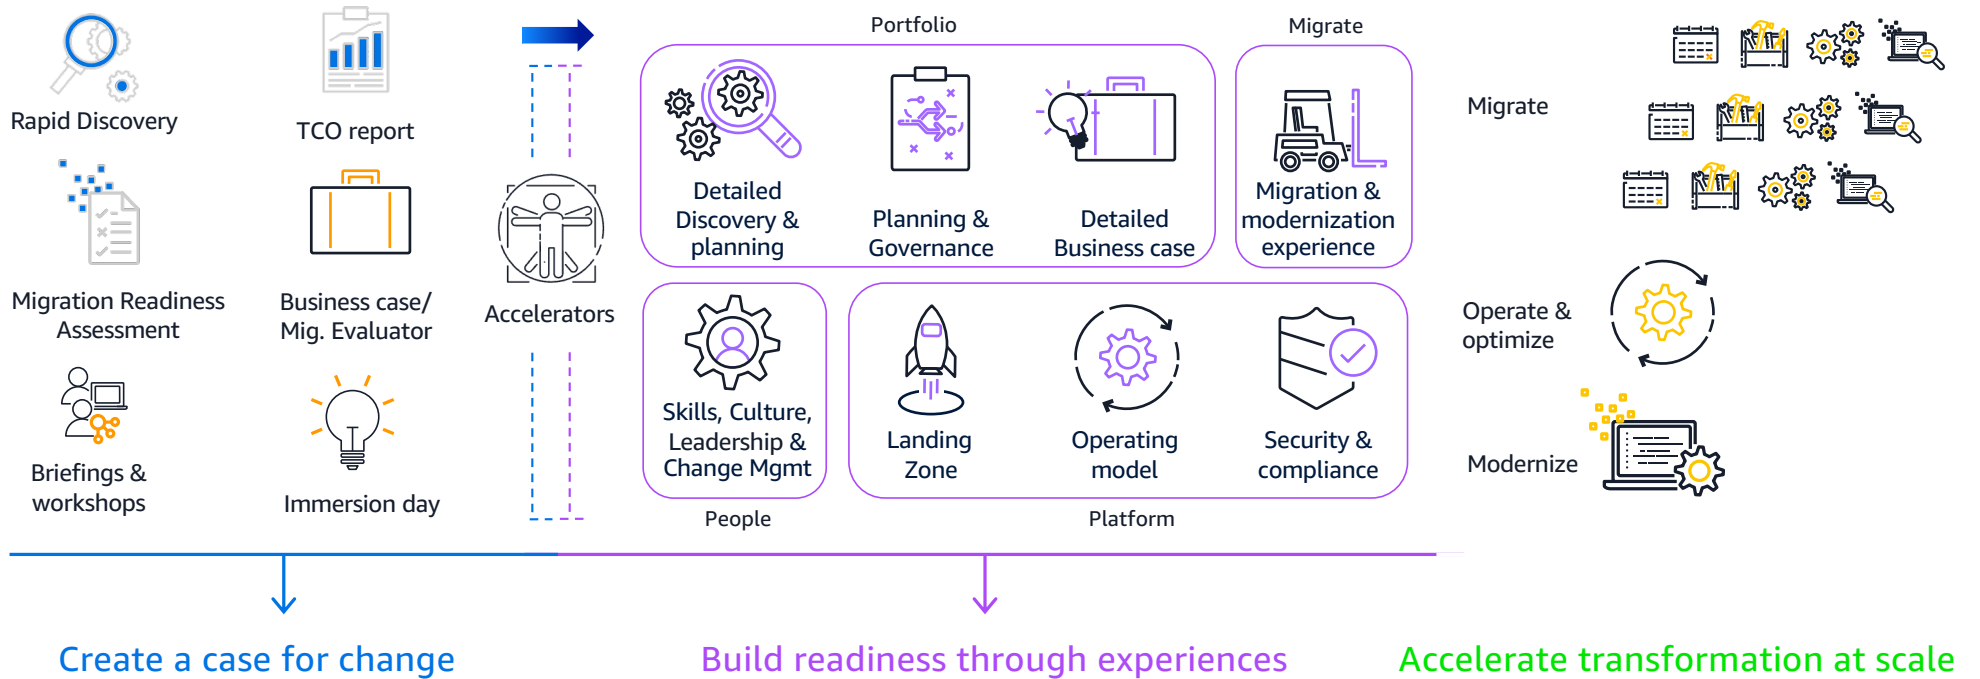 Rapid Discovery
TCO report
Migration Readiness
Assessment
Business case/
Mig. Evaluator
Briefings &
workshops
Immersion day
Accelerators
Portfolio
Detailed
Discovery &
planning
Planning &
Governance
Detailed
Business case
Migrate
Migration &
modernization
experience
Skills, Culture,
Leadership &
Change Mgmt
People
Landing
Zone
Operating
model
Security &
compliance
Platform
Migrate
Operate &
optimize
Modernize
Create a case for change
Build readiness through experiences
Accelerate transformation at scale